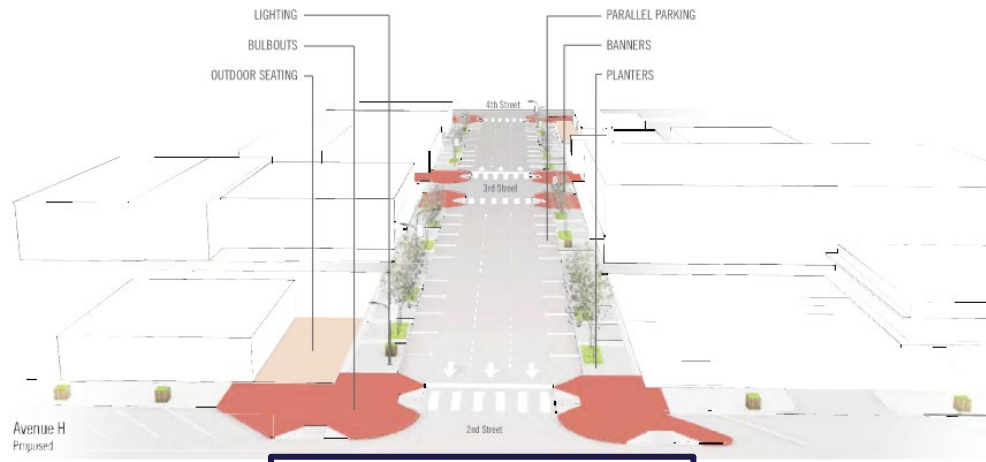 LIGHTING
BULBOUTS
OUTDOOR SEATING
PARALLEL PARKING
BANNERS
PLANTERS
4th Street
3rd Street
2nd Street
Avenue H
Proposed